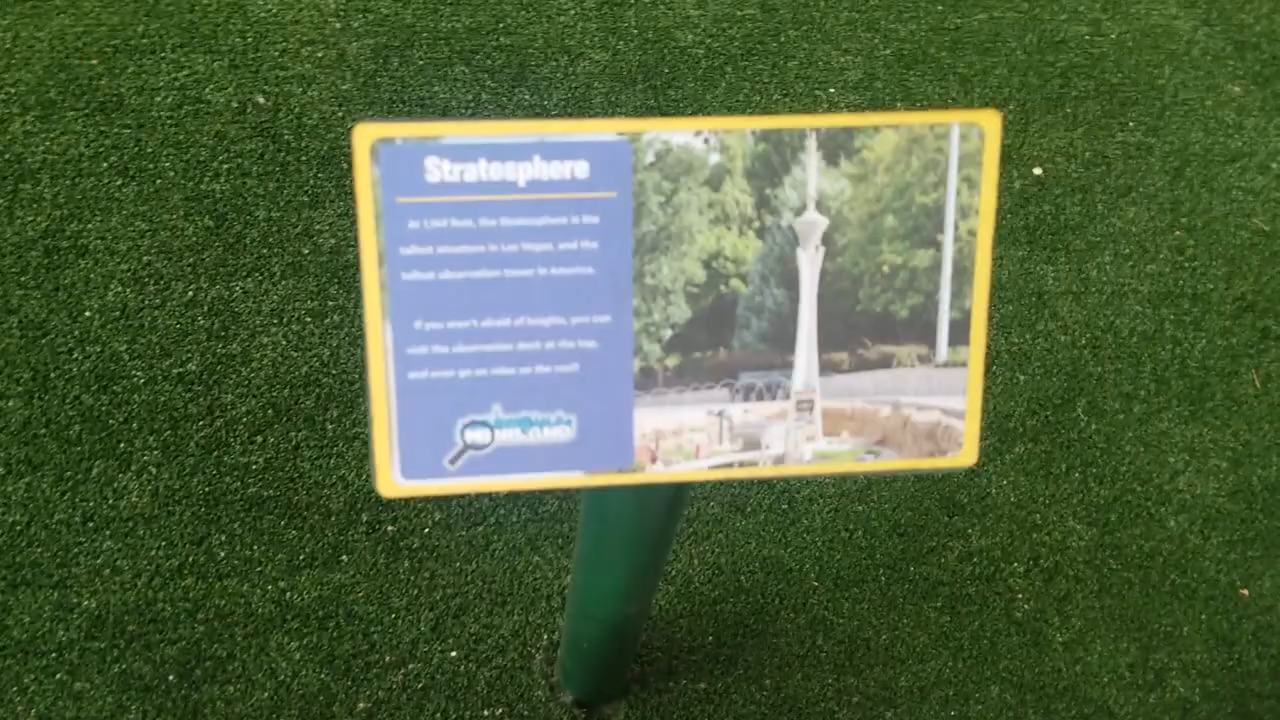 Stratosphere
At 1,149 feet, the Stratosphere is the
tallest structure in Las Vegas, and the
tallest observation tower in America.
If you aren't afraid of heights, you can
visit the observation deck at the top,
and even go on rides on the roof!